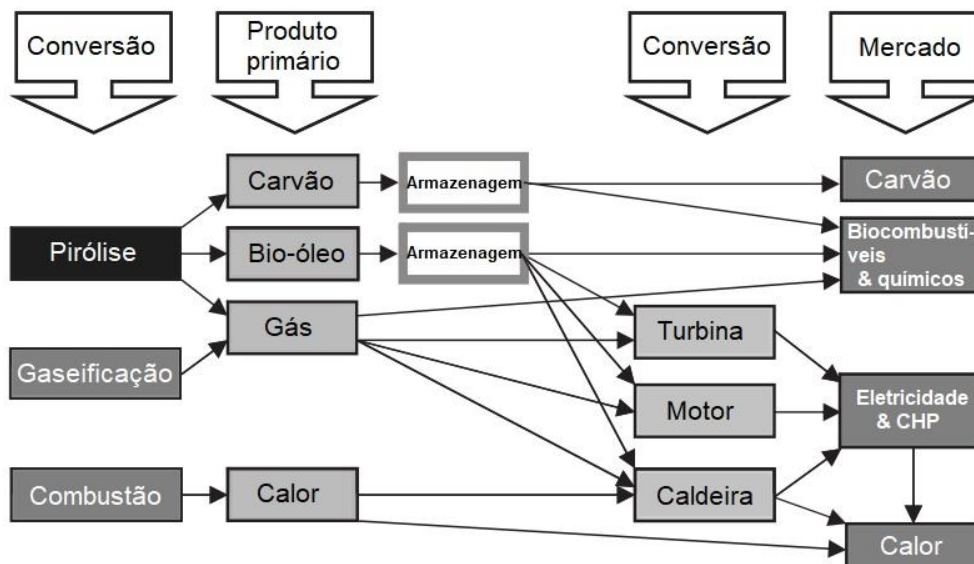 Conversão
Produto
primário
Conversão
Mercado
Carvão
Armazenagem
Carvão
Pirólise
Bio-óleo
Armazenagem
Biocombustí-
veis
& químicos
Gás
Turbina
Gaseificação
Motor
Eletricidade
& CHP
Combustão
Calor
Caldeira
Calor